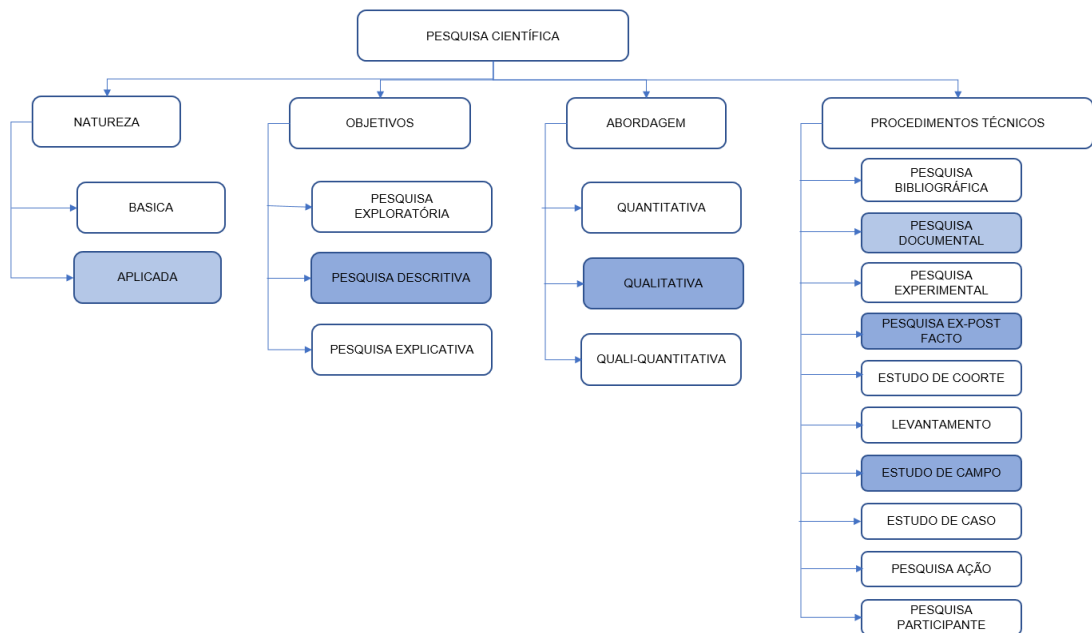 PESQUISA CIENTÍFICA
NATUREZA
BASICA
APLICADA
OBJETIVOS
PESQUISA
EXPLORATÓRIA
PESQUISA DESCRITIVA
PESQUISA EXPLICATIVA
ABORDAGEM
QUANTITATIVA
QUALITATIVA
QUALI-QUANTITATIVA
PROCEDIMENTOS TÉCNICOS
PESQUISA
BIBLIOGRÁFICA
PESQUISA
DOCUMENTAL
PESQUISA
EXPERIMENTAL
PESQUISA EX-POST
FACTO
ESTUDO DE COORTE
LEVANTAMENTO
ESTUDO DE CAMPO
ESTUDO DE CASO
PESQUISA AÇÃO
PESQUISA
PARTICIPANTE